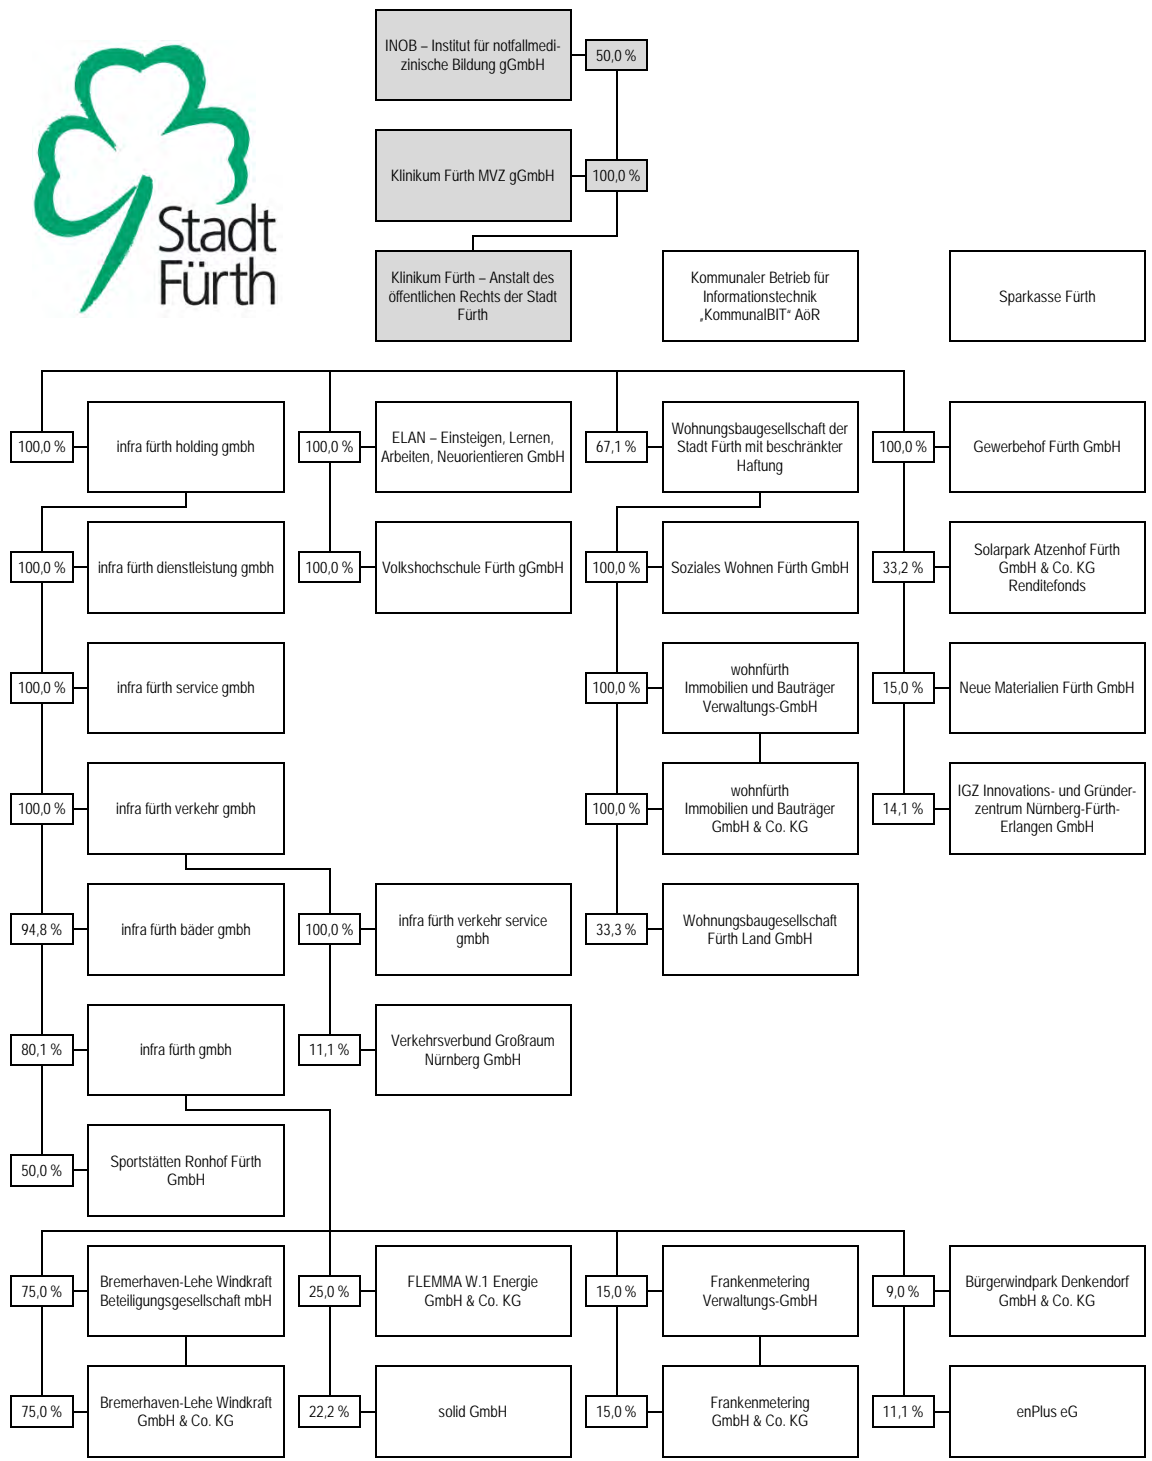 INOB – Institut für notfallmedi-
zinische Bildung gGmbH
50,0 %
Klinikum Fürth MVZ gGmbH
100,0 %
Stadt
Fürth
Klinikum Fürth – Anstalt des
öffentlichen Rechts der Stadt
Fürth
Kommunaler Betrieb für
Informationstechnik
„KommunalBIT“ AöR
Sparkasse Fürth
100,0 %
infra fürth holding gmbh
100,0 %
ELAN – Einsteigen, Lernen,
Arbeiten, Neuorientieren GmbH
67,1 %
Wohnungsbaugesellschaft der
Stadt Fürth mit beschränkter
Haftung
100,0 %
Gewerbehof Fürth GmbH
100,0 %
infra fürth dienstleistung gmbh
100,0 %
Volkshochschule Fürth gGmbH
100,0 %
Soziales Wohnen Fürth GmbH
33,2 %
Solarpark Atzenhof Fürth
GmbH & Co. KG
Renditefonds
100,0 %
infra fürth service gmbh
100,0 %
wohnfürth
Immobilien und Bauträger
Verwaltungs-GmbH
15,0 %
Neue Materialien Fürth GmbH
100,0 %
infra fürth verkehr gmbh
100,0 %
wohnfürth
Immobilien und Bauträger
GmbH & Co. KG
14,1 %
IGZ Innovations- und Gründer-
zentrum Nürnberg-Fürth-
Erlangen GmbH
94,8 %
infra fürth bäder gmbh
100,0 %
infra fürth verkehr service
gmbh
33,3 %
Wohnungsbaugesellschaft
Fürth Land GmbH
80,1 %
infra fürth gmbh
11,1 %
Verkehrsverbund Großraum
Nürnberg GmbH
50,0 %
Sportstätten Ronhof Fürth
GmbH
75,0 %
Bremerhaven-Lehe Windkraft
Beteiligungsgesellschaft mbH
25,0 %
FLEMMA W.1 Energie
GmbH & Co. KG
15,0 %
Frankenmetering
Verwaltungs-GmbH
9,0 %
Bürgerwindpark Denkendorf
GmbH & Co. KG
75,0 %
Bremerhaven-Lehe Windkraft
GmbH & Co. KG
22,2 %
solid GmbH
15,0 %
Frankenmetering
GmbH & Co. KG
11,1 %
enPlus eG